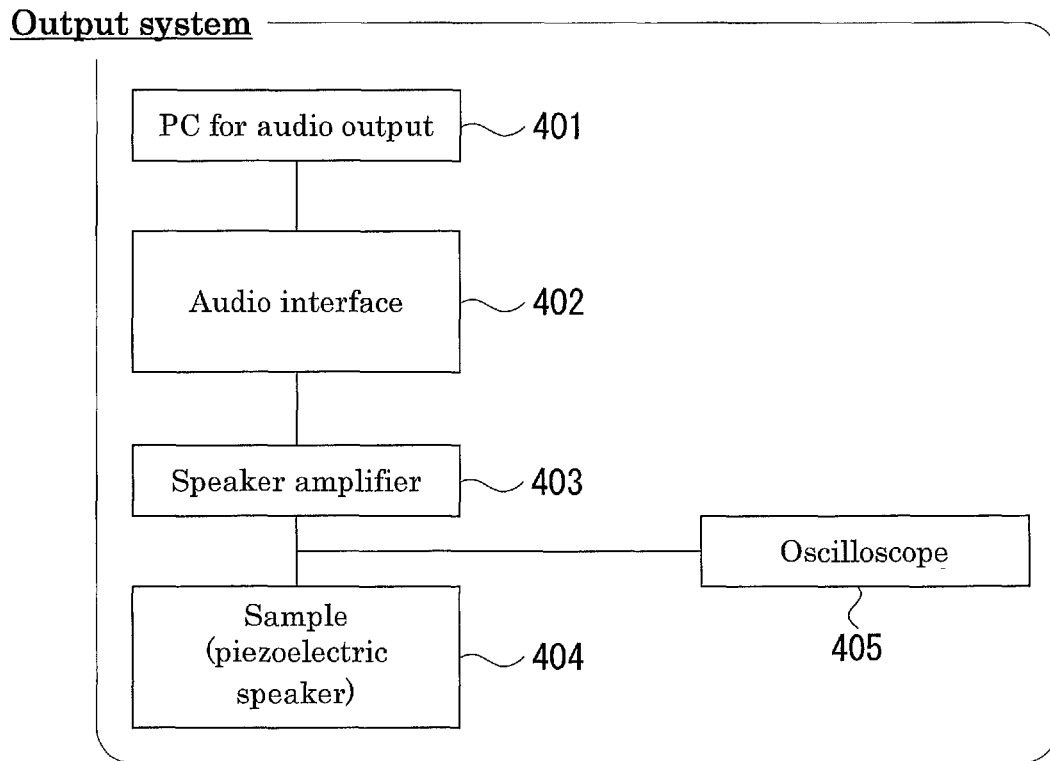 Output system
PC for audio output
401
Audio interface
402
Speaker amplifier
403
Oscilloscope
405
Sample
(piezoelectric
speaker)
404